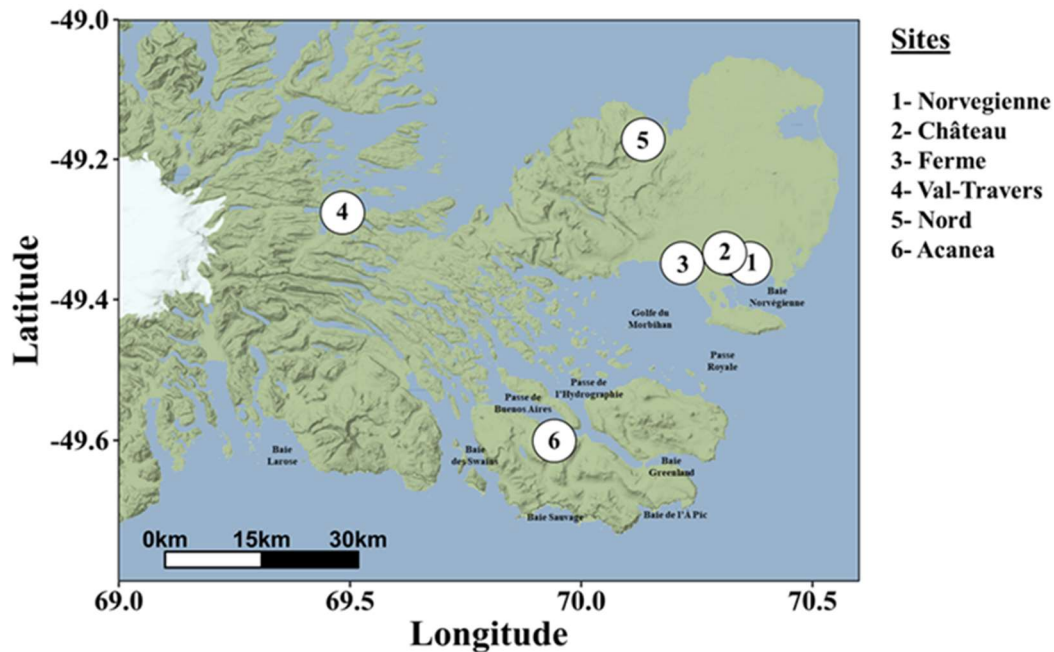 -49.0
-49.2
-49.4
-49.6
Latitude
69.0
69.5
70.0
70.5
Longitude
0km
15km
30km
5
4
3
2
1
6
Baie
Norvégienne
Golfe du
Morbihan
Passe
Royale
Passe de
l'Hydrographie
Passe de
Buenos Aires
Baie
Larose
Baie
des Swains
Baie
Greenland
Baie Sauvage
Baie de l'À Pic
Sites
1- Norvegienne
2- Château
3- Ferme
4- Val-Travers
5- Nord
6- Acanea